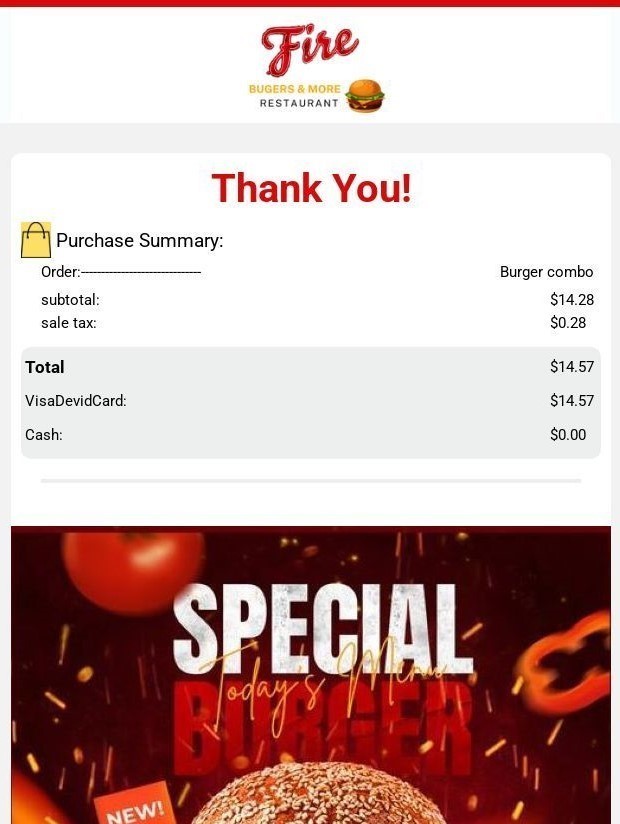 Fire
BUGERS & MORE
RESTAURANT
Thank You!
Purchase Summary:
Order:------------------------------ Burger combo
subtotal: $14.28
sale tax: $0.28
Total $14.57
VisaDevidCard: $14.57
Cash: $0.00
SPECIAL
Today's Menu
BURGER
NEW!